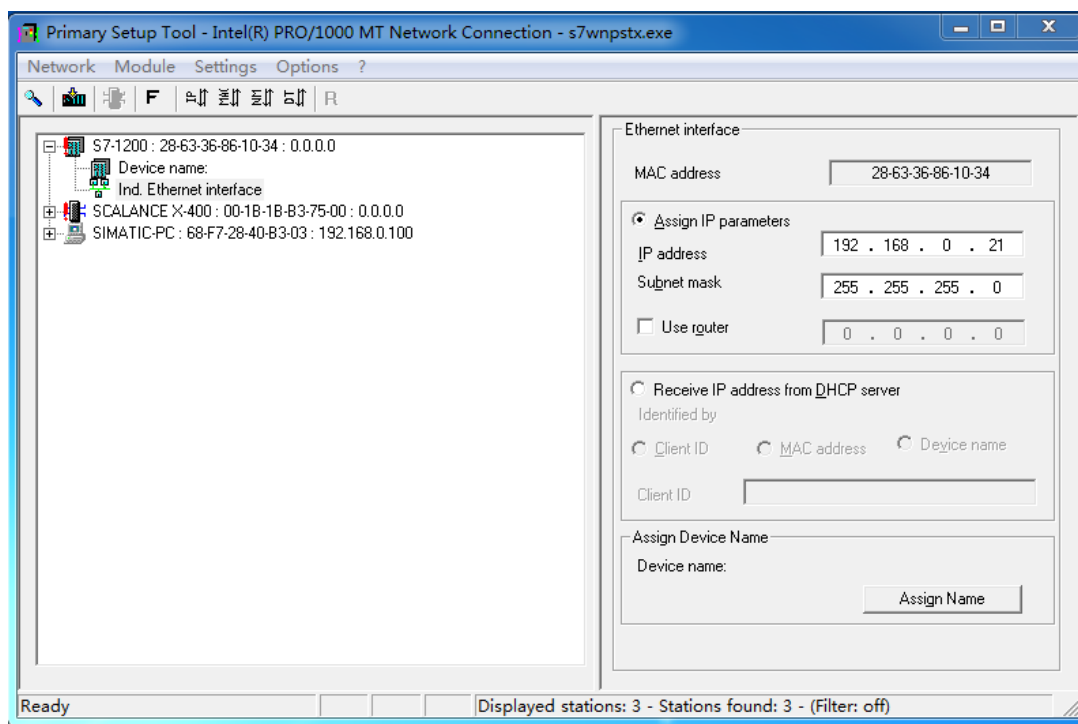 Primary Setup Tool - Intel(R) PRO/1000 MT Network Connection - s7wnpstx.exe
Network Module Settings Options ?
F R
S7-1200 : 28-63-36-86-10-34 : 0.0.0.0
Device name:
Ind. Ethernet interface
SCALANCE X-400 : 00-1B-1B-B3-75-00 : 0.0.0.0
SIMATIC-PC : 68-F7-28-40-B3-03 : 192.168.0.100
Ethernet interface
MAC address 28-63-36-86-10-34
Assign IP parameters
IP address 192 . 168 . 0 . 21
Subnet mask 255 . 255 . 255 . 0
Use router 0 . 0 . 0 . 0
Receive IP address from DHCP server
Identified by
Client ID MAC address Device name
Client ID
Assign Device Name
Device name:
Assign Name
Ready Displayed stations: 3 - Stations found: 3 - (Filter: off)